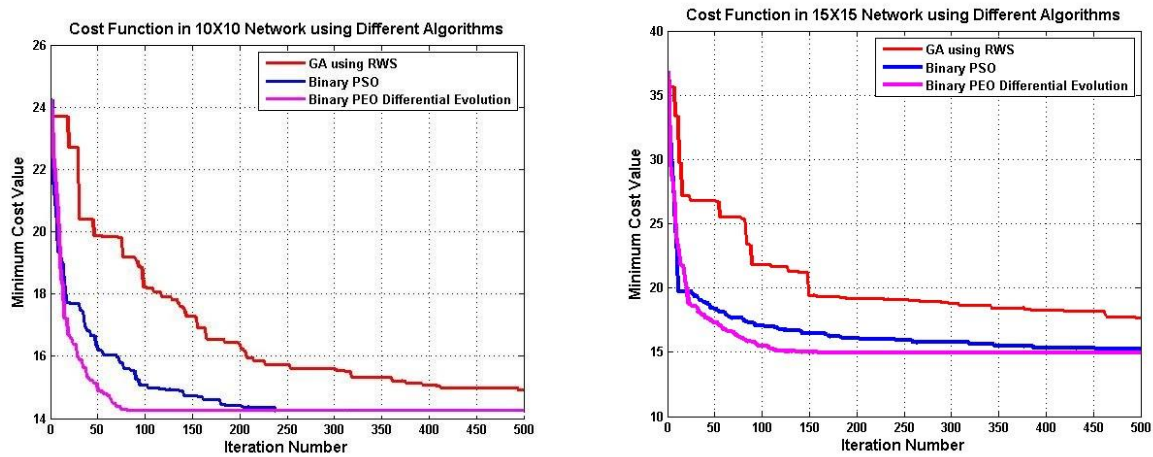 Cost Function in 10X10 Network using Different Algorithms
26
24
22
20
18
16
14
Minimum Cost Value
GA using RWS
Binary PSO
Binary PEO Differential Evolution
0 50 100 150 200 250 300 350 400 450 500
Iteration Number
Cost Function in 15X15 Network using Different Algorithms
40
35
30
25
20
15
10
Minimum Cost Value
GA using RWS
Binary PSO
Binary PEO Differential Evolution
0 50 100 150 200 250 300 350 400 450 500
Iteration Number